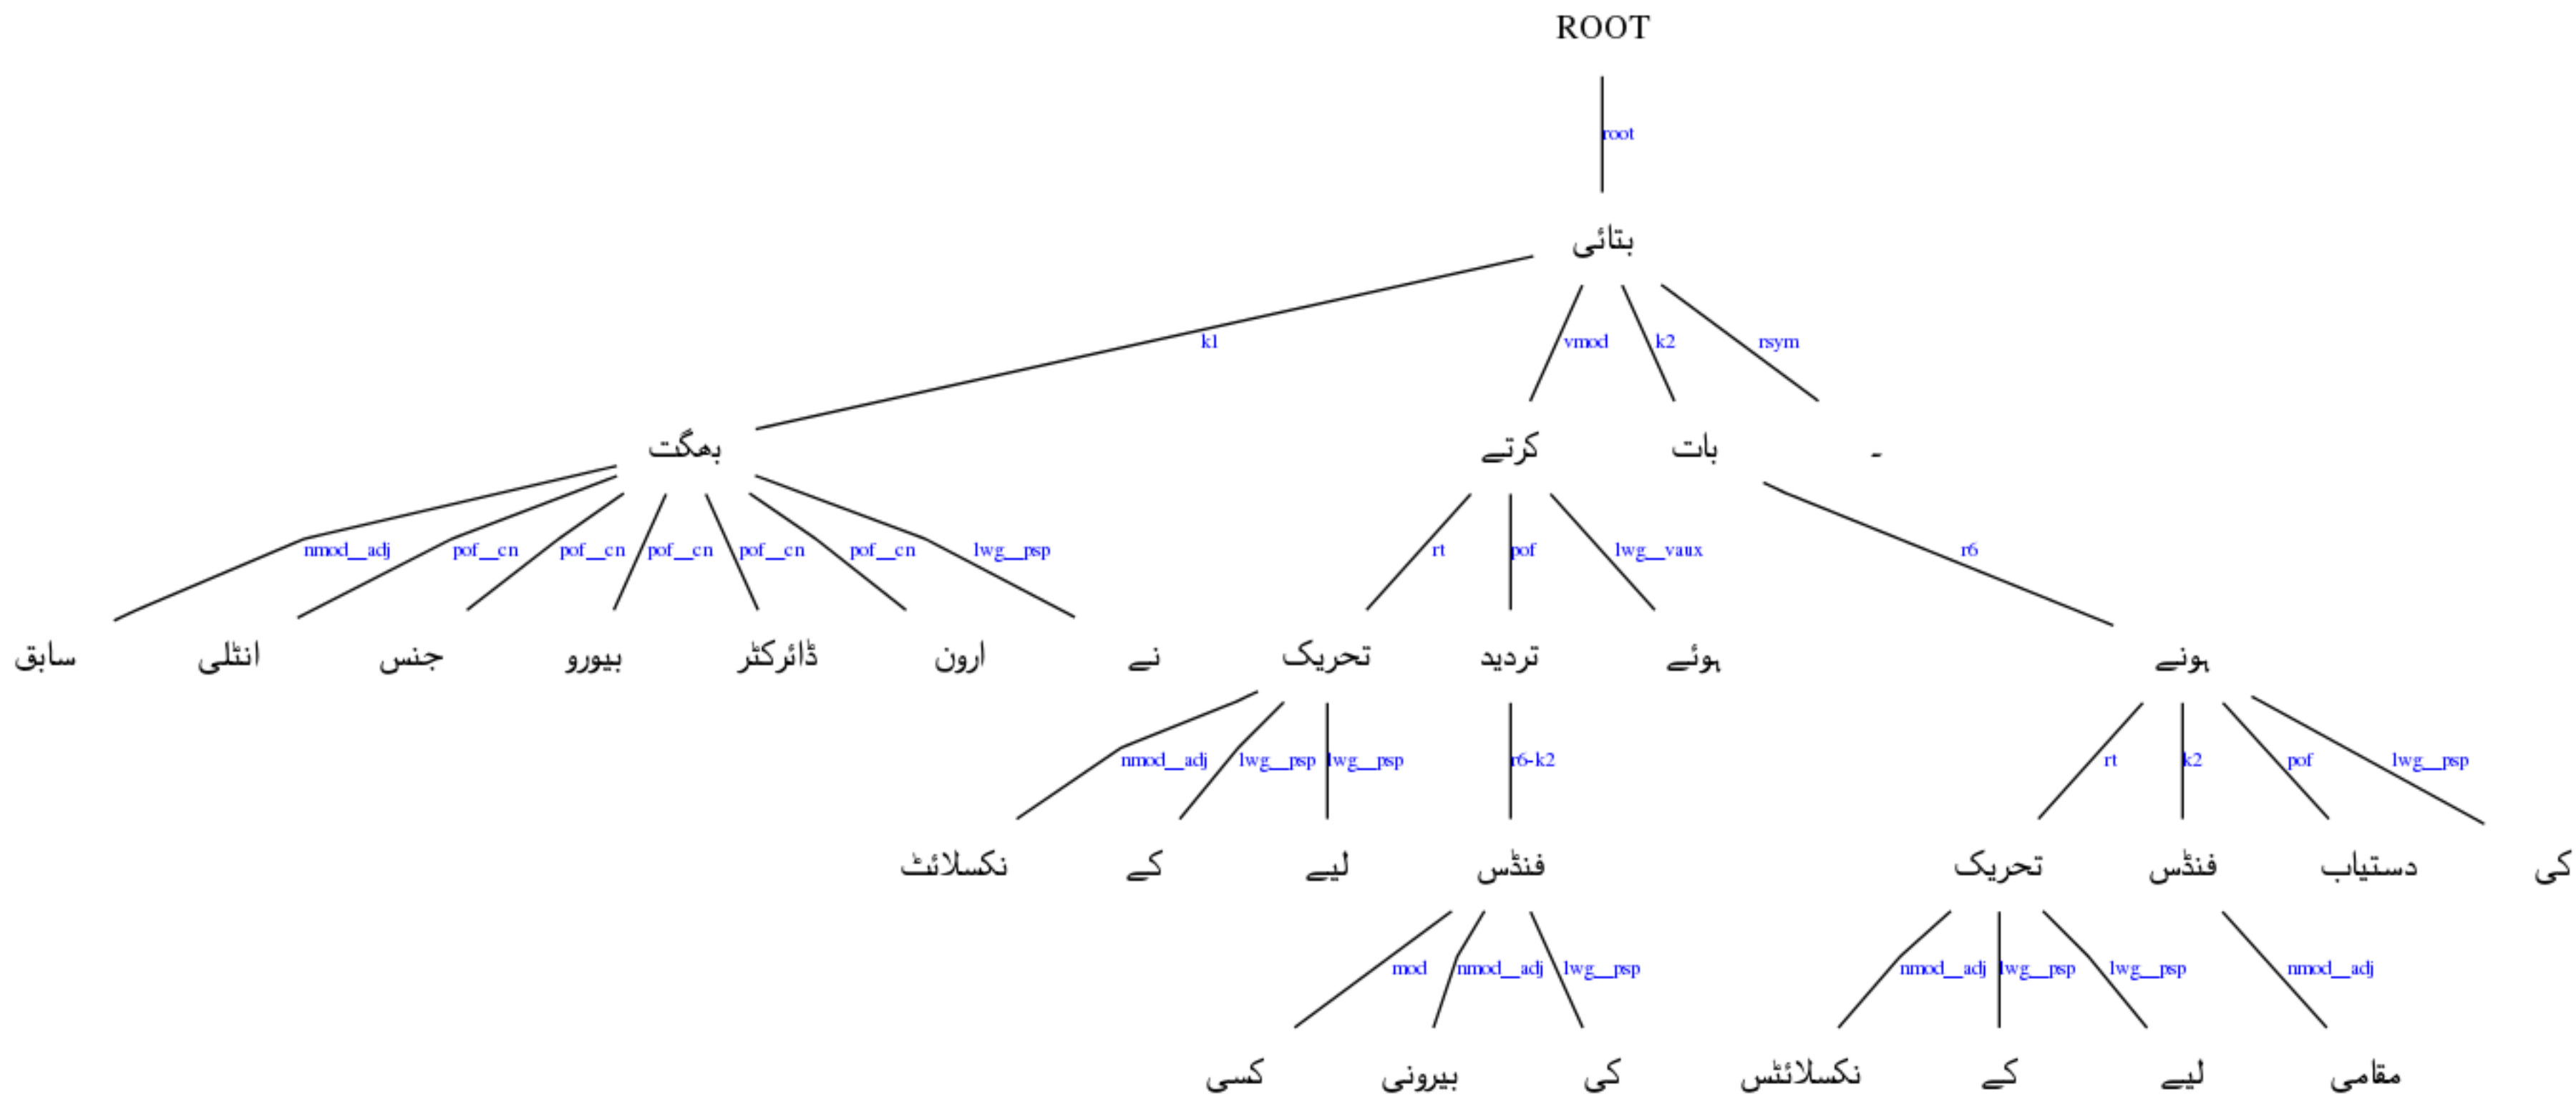 ROOT
root
بتائی
k1 vmod k2 rsym
بھگت کرتے بات ۔
nmod__adj pof__cn pof__cn pof__cn pof__cn pof__cn lwg__psp rt pof lwg__vaux r6
سابق انٹلی جنس بیورو ڈائرکٹر ارون نے تحریک تردید ہوئے ہونے
nmod__adj lwg__psp lwg__psp r6-k2 rt k2 pof lwg__psp
نکسلائٹ کے لیے فنڈس تحریک فنڈس دستیاب کی
mod nmod__adj lwg__psp nmod__adj lwg__psp lwg__psp nmod__adj
کسی بیرونی کی نکسلائٹس کے لیے مقامی